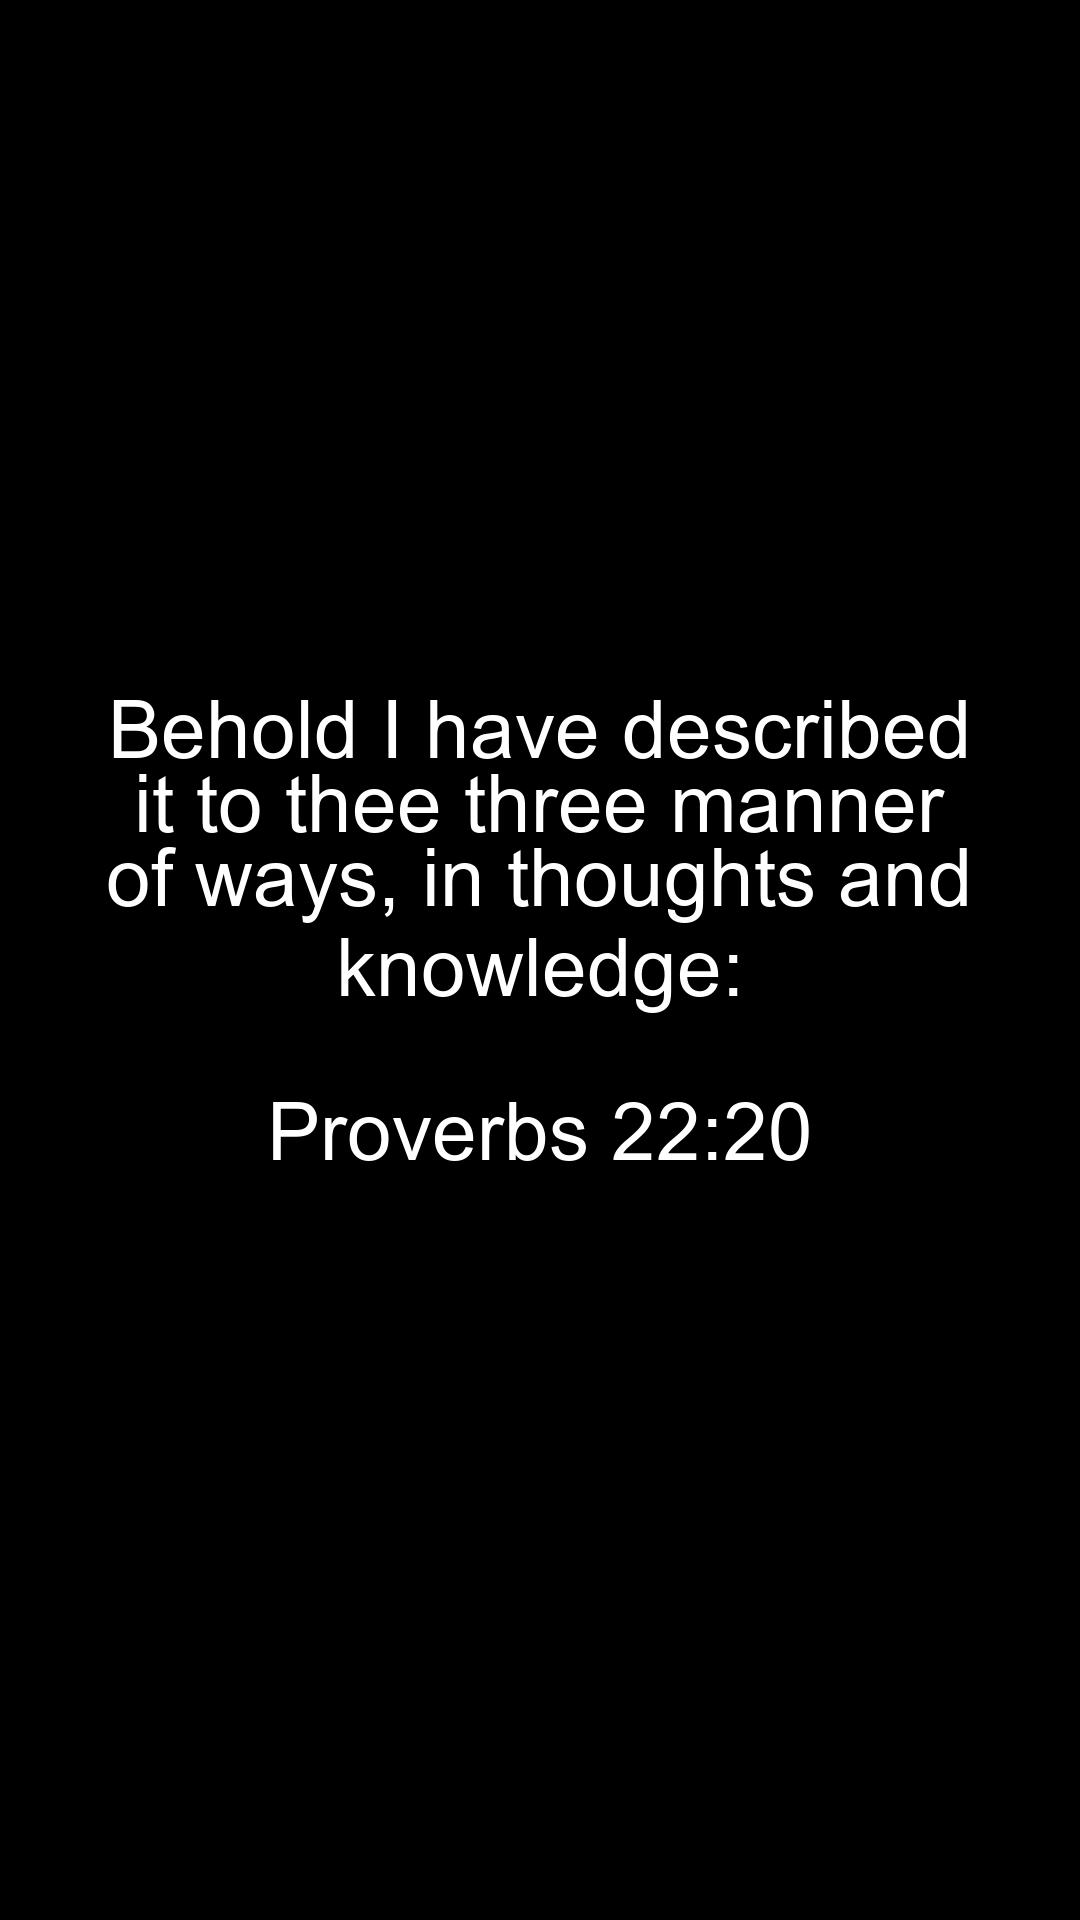 Behold I have described
it to thee three manner
of ways, in thoughts and
knowledge:
Proverbs 22:20